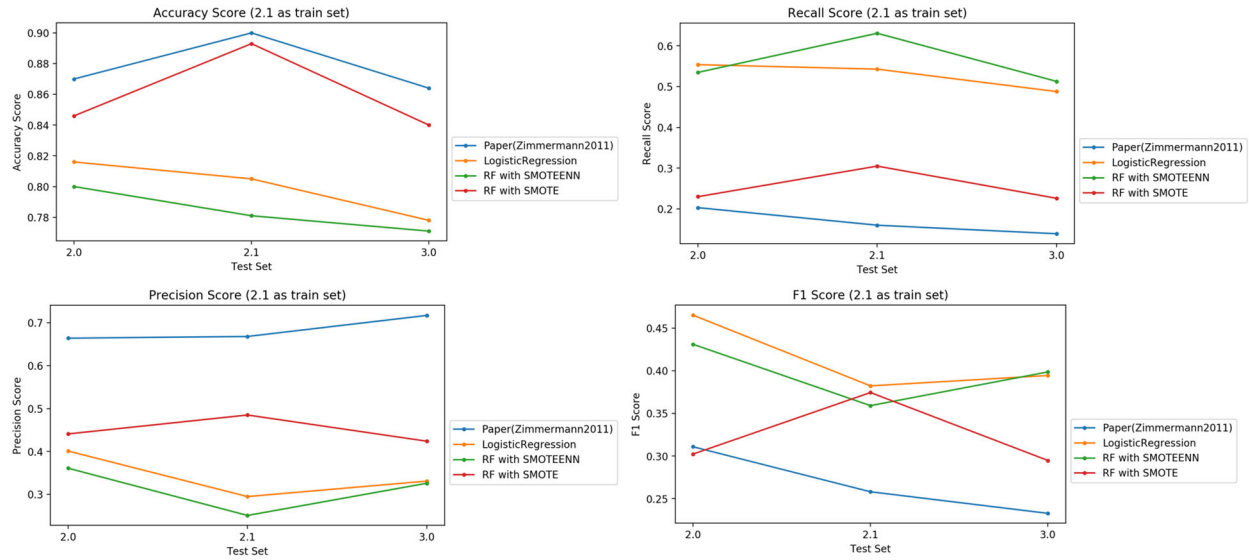 Accuracy Score (2.1 as train set)
Accuracy Score
0.90
0.88
0.86
0.84
0.82
0.80
0.78
2.0
2.1
3.0
Test Set
Paper(Zimmermann2011)
LogisticRegression
RF with SMOTEENN
RF with SMOTE
Recall Score (2.1 as train set)
Recall Score
0.6
0.5
0.4
0.3
0.2
2.0
2.1
3.0
Test Set
Paper(Zimmermann2011)
LogisticRegression
RF with SMOTEENN
RF with SMOTE
Precision Score (2.1 as train set)
Precision Score
0.7
0.6
0.5
0.4
0.3
2.0
2.1
3.0
Test Set
Paper(Zimmermann2011)
LogisticRegression
RF with SMOTEENN
RF with SMOTE
F1 Score (2.1 as train set)
F1 Score
0.45
0.40
0.35
0.30
0.25
2.0
2.1
3.0
Test Set
Paper(Zimmermann2011)
LogisticRegression
RF with SMOTEENN
RF with SMOTE